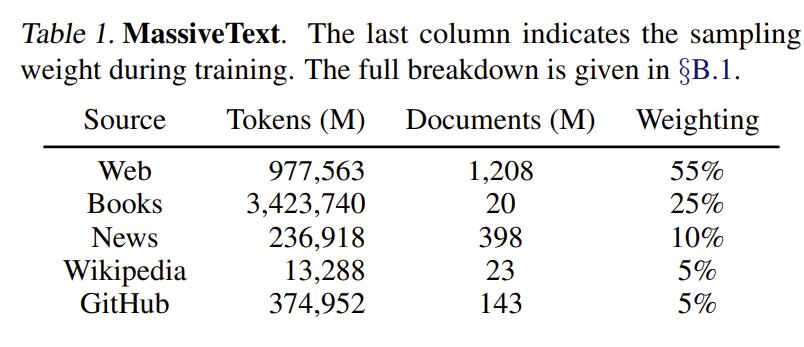 Table 1. MassiveText. The last column indicates the sampling
weight during training. The full breakdown is given in §B.1.
Source Tokens (M) Documents (M) Weighting
Web 977,563 1,208 55%
Books 3,423,740 20 25%
News 236,918 398 10%
Wikipedia 13,288 23 5%
GitHub 374,952 143 5%